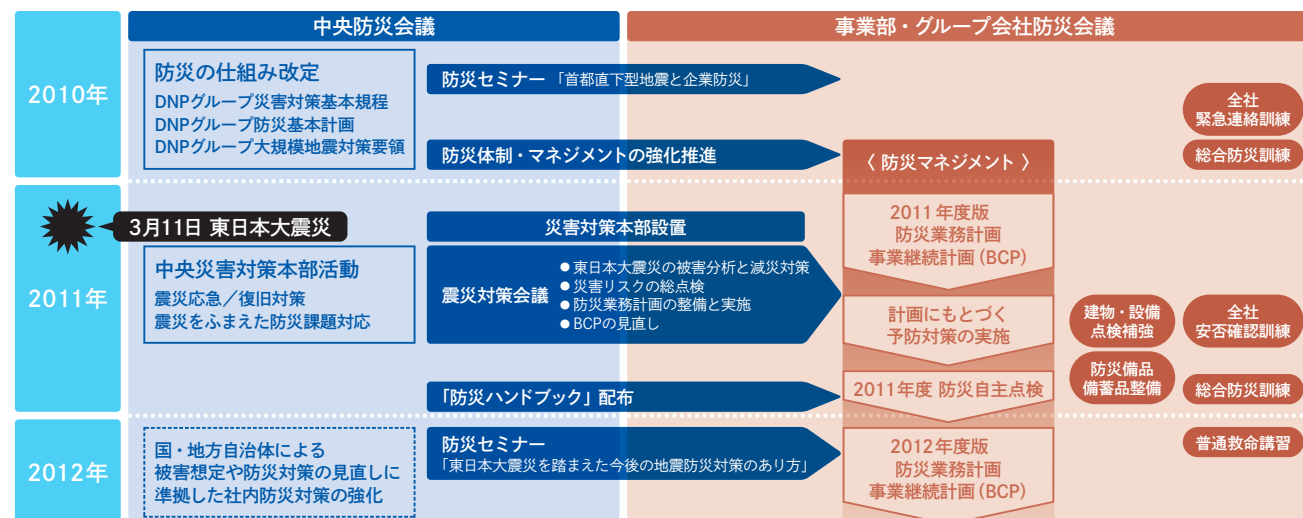 中央防災会議
事業部・グループ会社防災会議
2010年
防災の仕組み改定
DNPグループ災害対策基本規程
DNPグループ防災基本計画
DNPグループ大規模地震対策要領
防災セミナー「首都直下型地震と企業防災」
防災体制・マネジメントの強化推進
〈 防災マネジメント 〉
全社
緊急連絡訓練
総合防災訓練
2011年
3月11日 東日本大震災
中央災害対策本部活動
震災応急／復旧対策
震災をふまえた防災課題対応
災害対策本部設置
震災対策会議
●東日本大震災の被害分析と減災対策
●災害リスクの総点検
●防災業務計画の整備と実施
●BCPの見直し
「防災ハンドブック」配布
2011年度版
防災業務計画
事業継続計画（BCP）
計画にもとづく
予防対策の実施
2011年度 防災自主点検
建物・設備
点検補強
全社
安否確認訓練
防災備品
備蓄品整備
総合防災訓練
2012年
国・地方自治体による
被害想定や防災対策の見直しに
準拠した社内防災対策の強化
防災セミナー
「東日本大震災を踏まえた今後の地震防災対策のあり方」
2012年度版
防災業務計画
事業継続計画（BCP）
普通救命講習